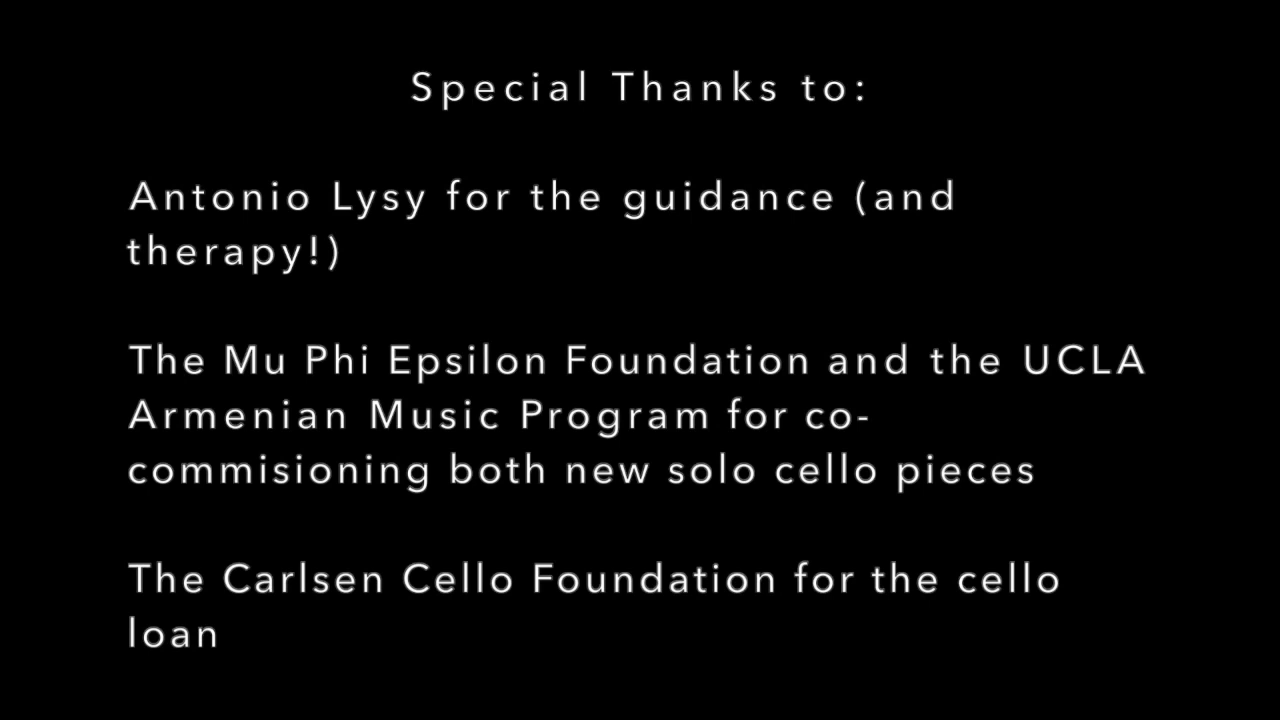 Special Thanks to:
Antonio Lysy for the guidance (and
therapy!)
The Mu Phi Epsilon Foundation and the UCLA
Armenian Music Program for co-
commisioning both new solo cello pieces
The Carlsen Cello Foundation for the cello
loan